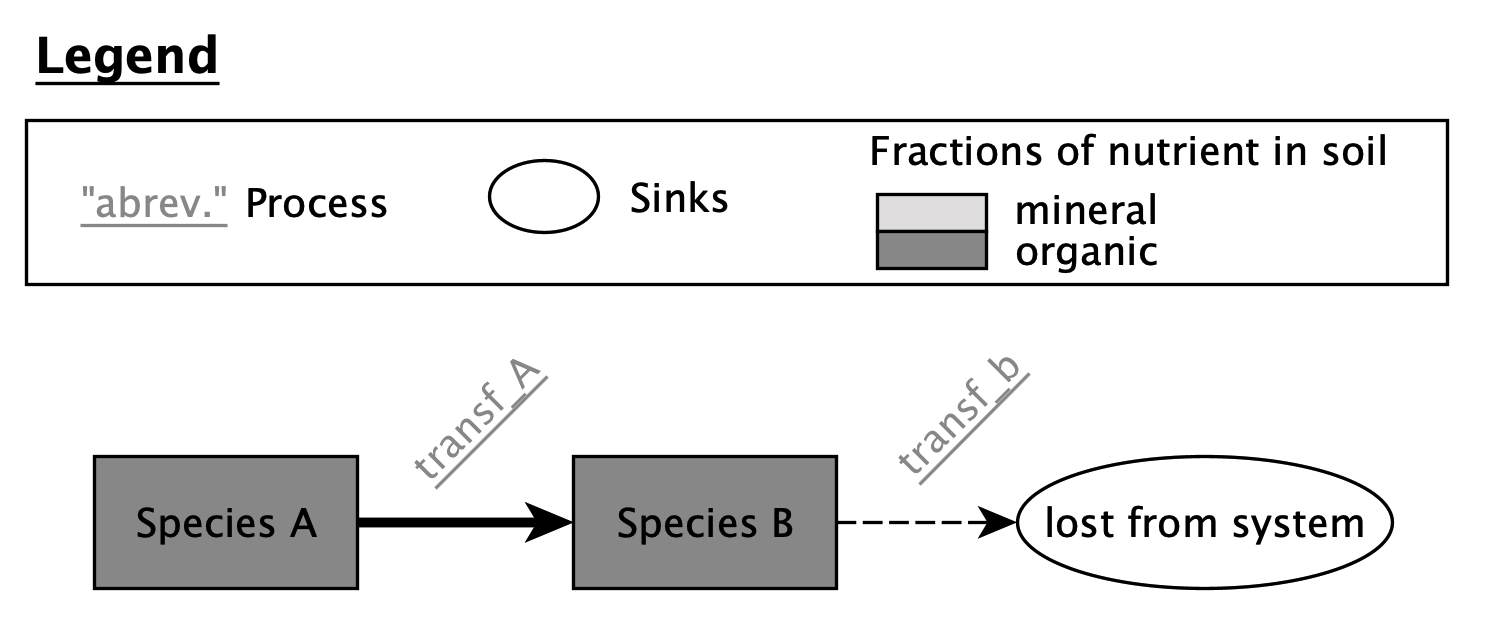 Legend
"abrev." Process
Sinks
Fractions of nutrient in soil
mineral
organic
transf_A
transf_b
Species A
Species B
lost from system